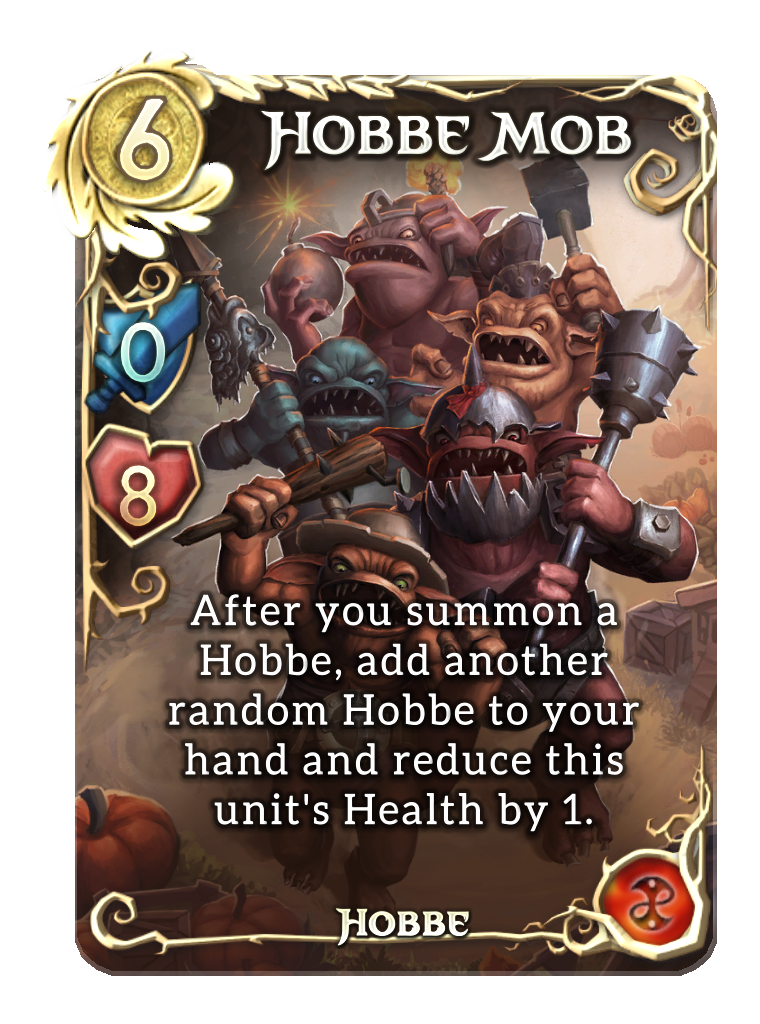 6
HOBBE MOB
0
8
After you summon a
Hobbe, add another
random Hobbe to your
hand and reduce this
unit's Health by 1.
HOBBE